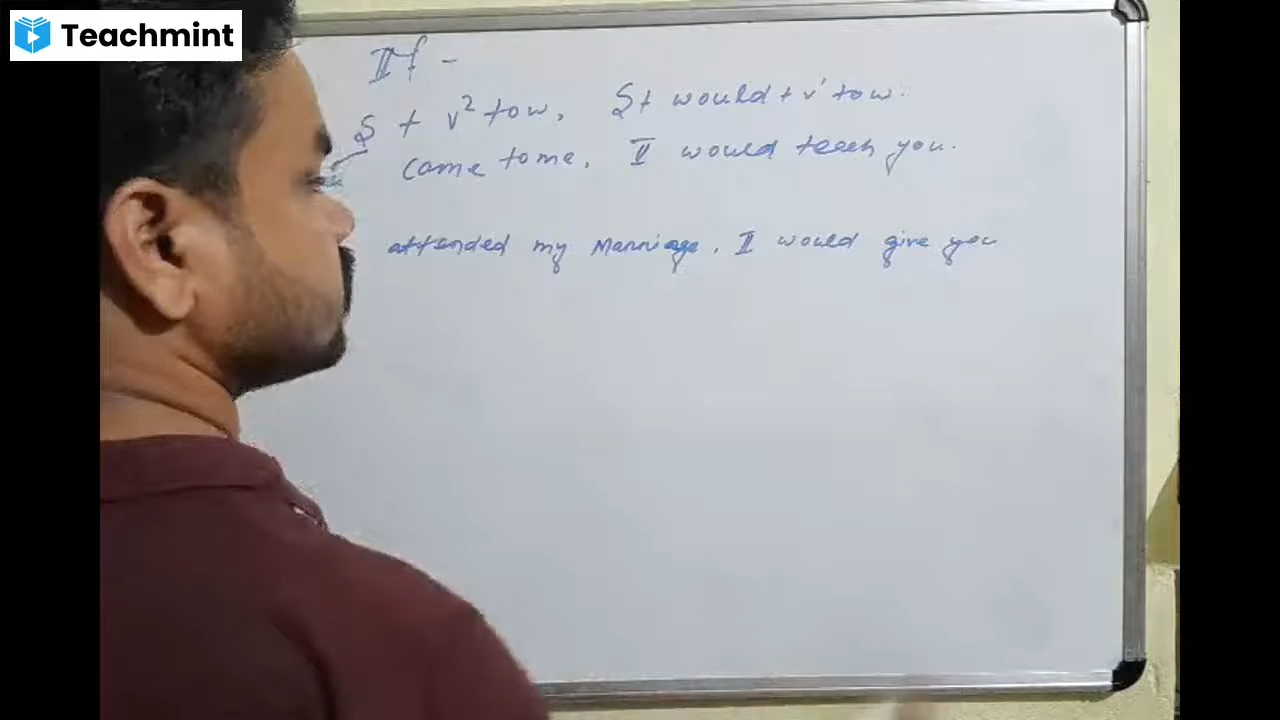 Teachmint
If -
S + V² + ow, S + would + V¹ + ow.
came to me, I would teach you.
attended my Marriage, I would give you